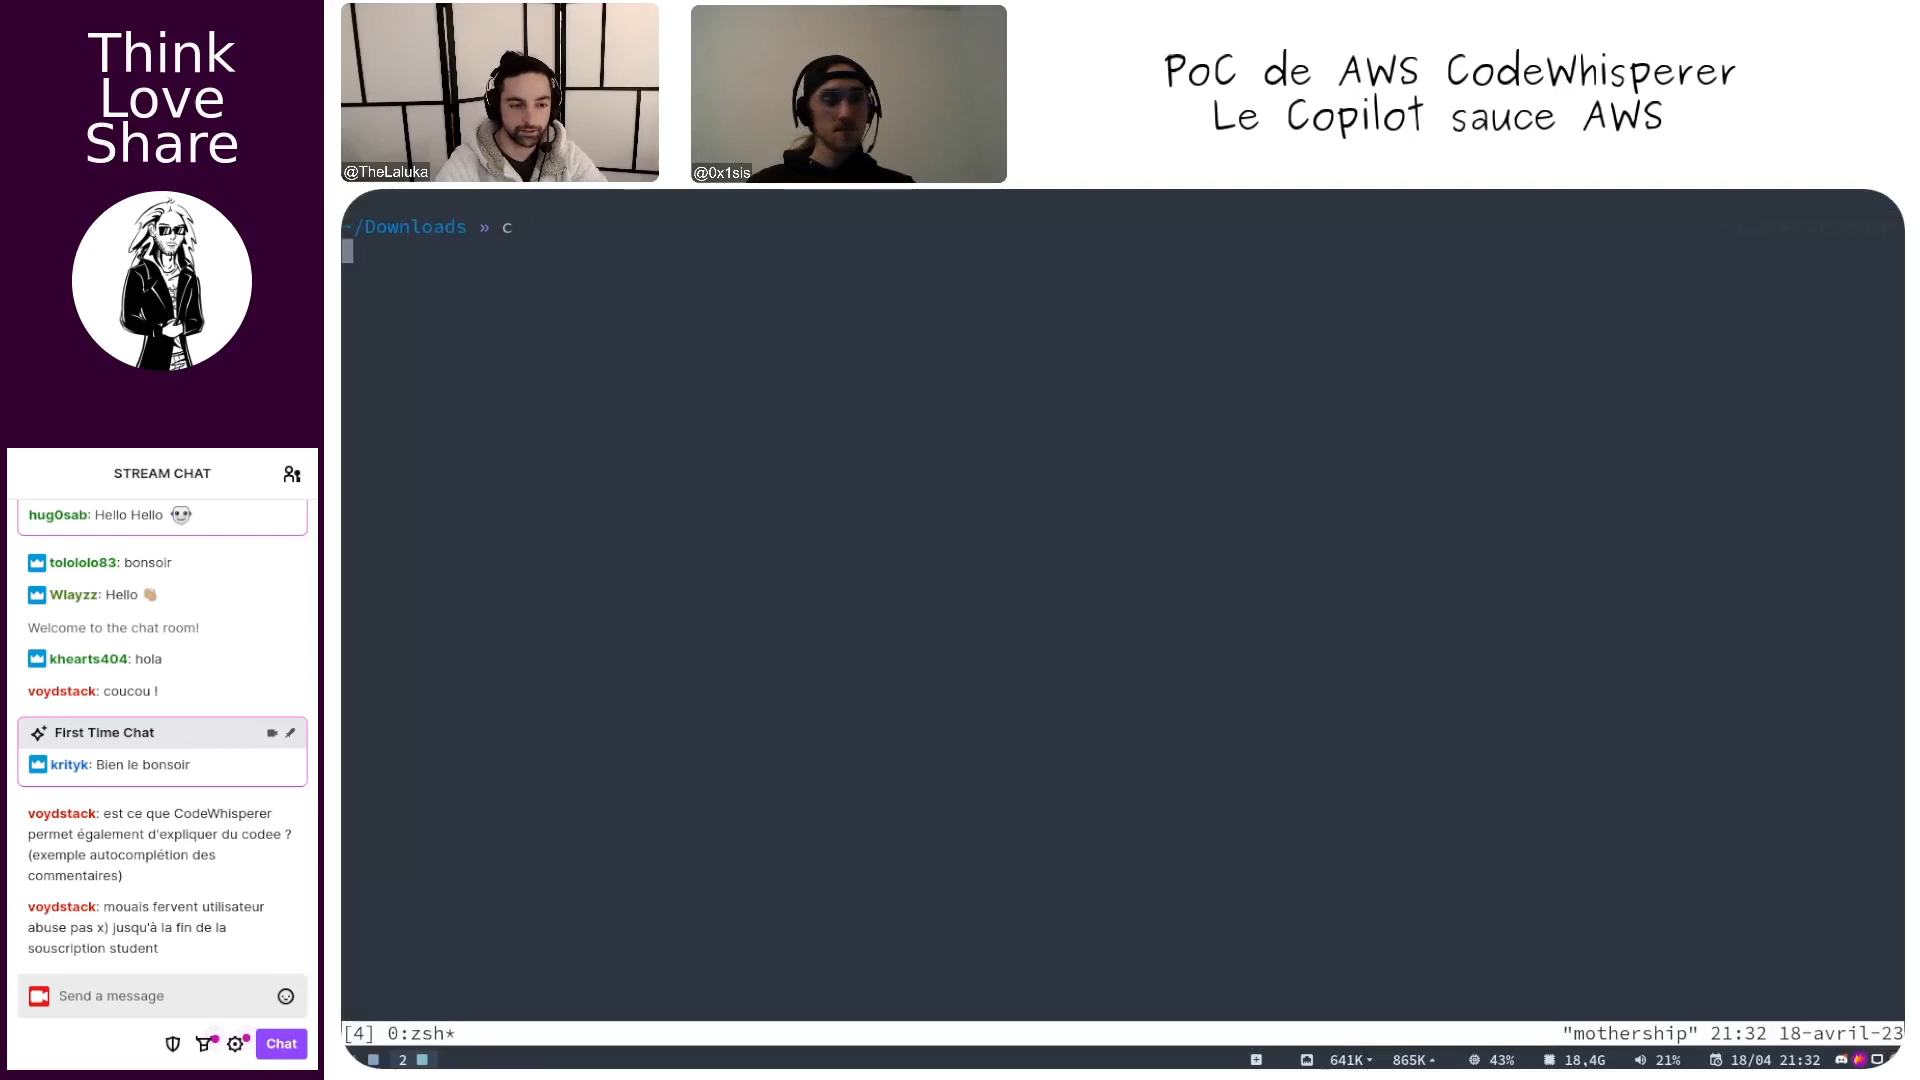 Think
Love
Share
@TheLaluka
@0x1sis
PoC de AWS CodeWhisperer
Le Copilot sauce AWS
~/Downloads » c
STREAM CHAT
hug0sab: Hello Hello
tolololo83: bonsoir
Wlayzz: Hello
Welcome to the chat room!
khearts404: hola
voydstack: coucou !
First Time Chat
krityk: Bien le bonsoir
voydstack: est ce que CodeWhisperer
permet également d'expliquer du codee ?
(exemple autocomplétion des
commentaires)
voydstack: mouais fervent utilisateur
abuse pas x) jusqu'à la fin de la
souscription student
Send a message
Chat
[4] 0:zsh*
"mothership" 21:32 18-avril-23
2
641K
865K
43%
18,4G
21%
18/04 21:32